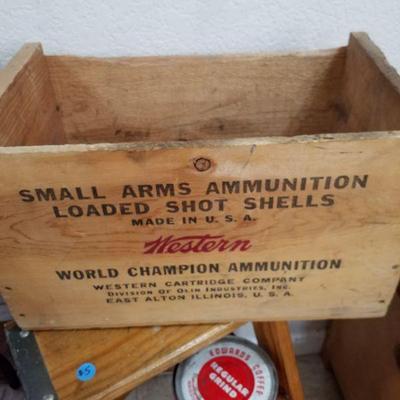 SMALL ARMS AMMUNITION
LOADED SHOT SHELLS
MADE IN U.S.A.
Western
WORLD CHAMPION AMMUNITION
WESTERN CARTRIDGE COMPANY
DIVISION OF OLIN INDUSTRIES, INC.
EAST ALTON ILLINOIS, U.S.A.
$5
EDWARDS COFFEE
REGULAR
GRIND